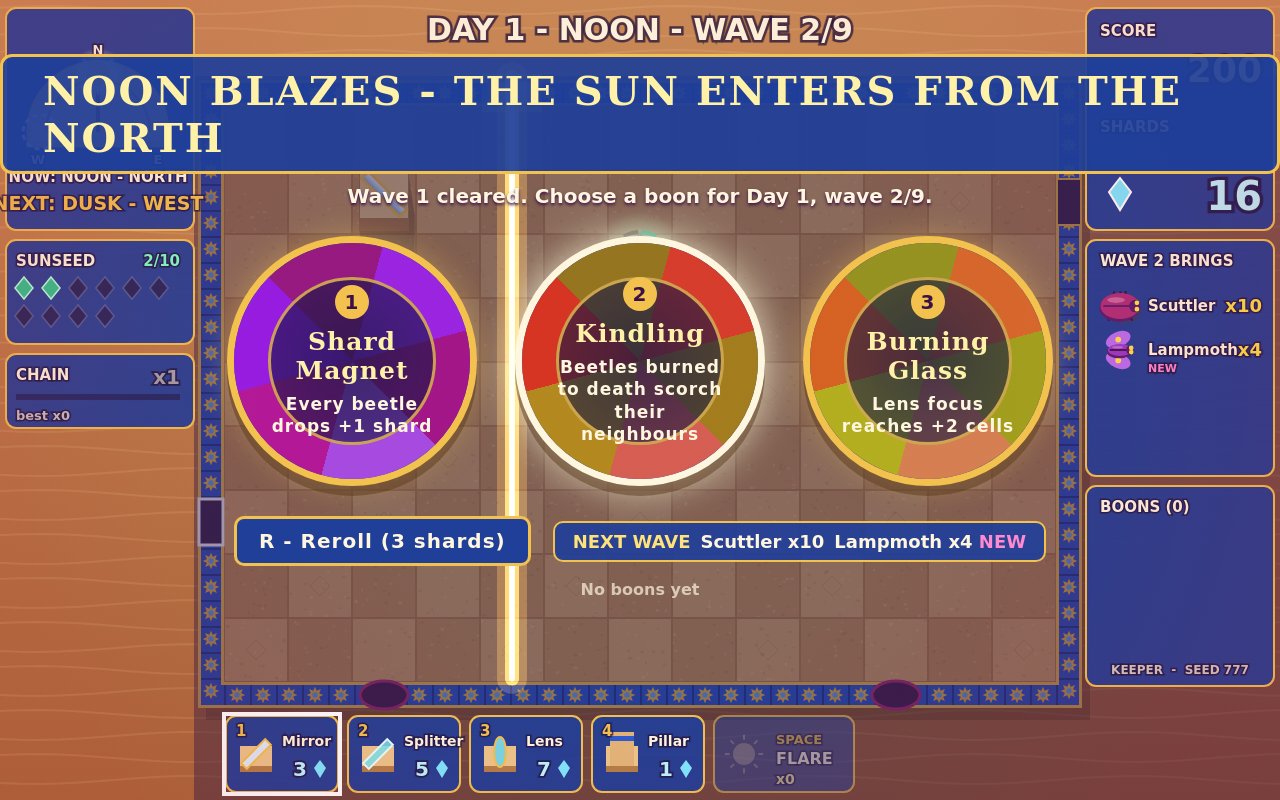 DAY 1 - NOON - WAVE 2/9
NOON BLAZES - THE SUN ENTERS FROM THE
NORTH
N
W
E
NOW: NOON - NORTH
NEXT: DUSK - WEST
SUNSEED 2/10
CHAIN x1
best x0
SCORE
200
SHARDS
16
WAVE 2 BRINGS
Scuttler x10
Lampmoth x4
NEW
BOONS (0)
KEEPER - SEED 777
Wave 1 cleared. Choose a boon for Day 1, wave 2/9.
1
Shard
Magnet
Every beetle
drops +1 shard
2
Kindling
Beetles burned
to death scorch
their
neighbours
3
Burning
Glass
Lens focus
reaches +2 cells
R - Reroll (3 shards)
NEXT WAVE Scuttler x10 Lampmoth x4 NEW
No boons yet
1 Mirror
3
2 Splitter
5
3 Lens
7
4 Pillar
1
SPACE
FLARE
x0